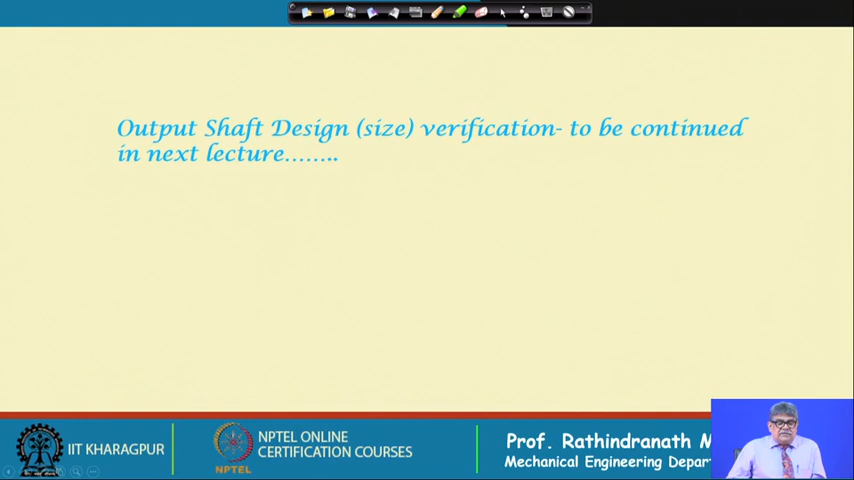 Output Shaft Design (size) verification- to be continued
in next lecture……..
IIT KHARAGPUR
NPTEL
NPTEL ONLINE
CERTIFICATION COURSES
Prof. Rathindranath M
Mechanical Engineering Depar